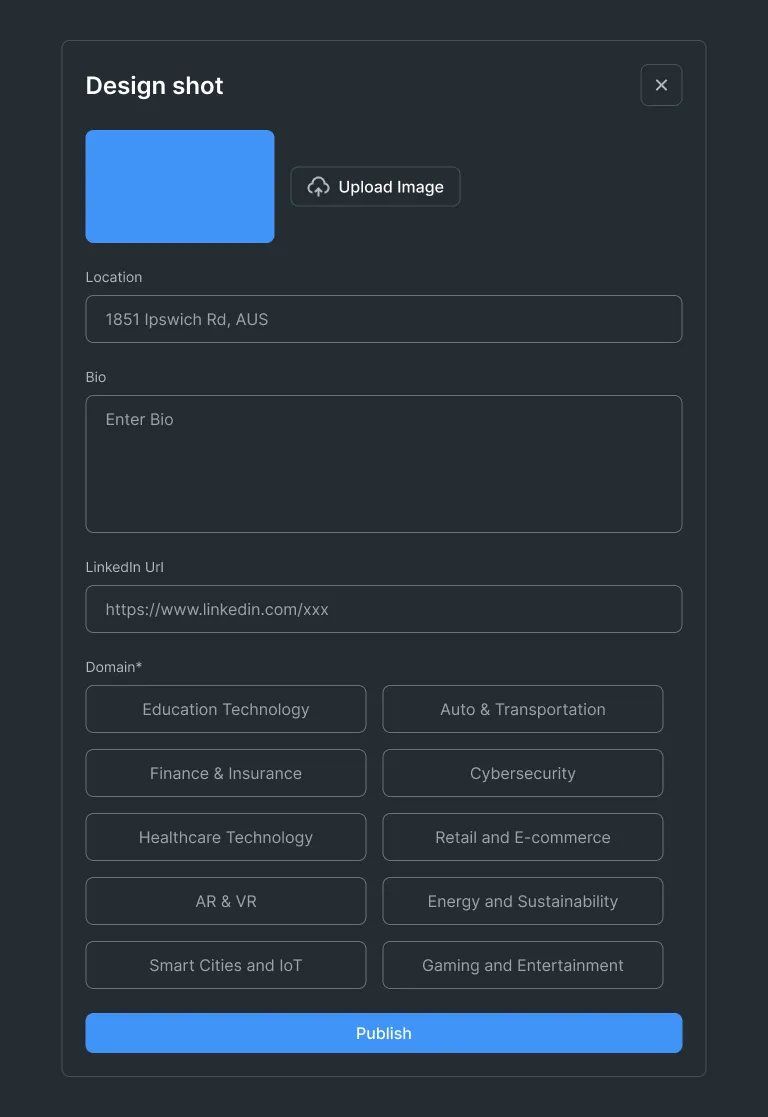 Design shot
Upload Image
Location
1851 Ipswich Rd, AUS
Bio
Enter Bio
LinkedIn Url
https://www.linkedin.com/xxx
Domain*
Education Technology
Auto & Transportation
Finance & Insurance
Cybersecurity
Healthcare Technology
Retail and E-commerce
AR & VR
Energy and Sustainability
Smart Cities and IoT
Gaming and Entertainment
Publish